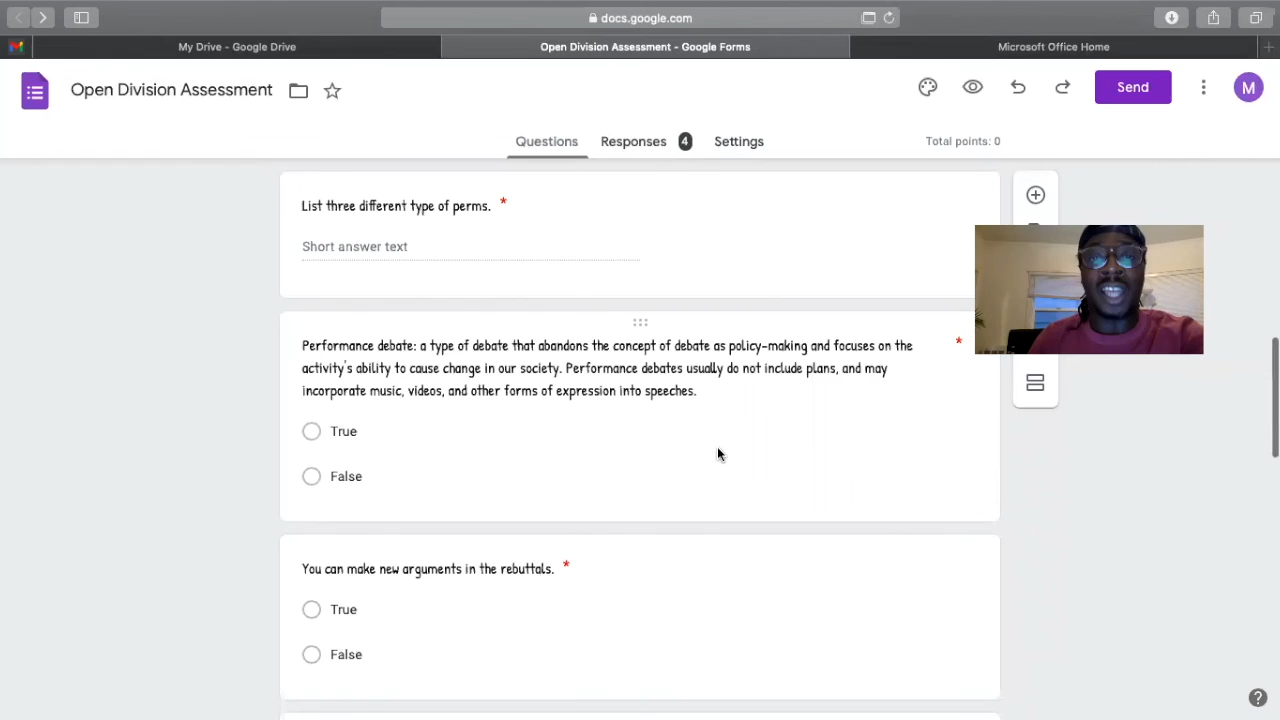 docs.google.com
My Drive - Google Drive
Open Division Assessment - Google Forms
Microsoft Office Home
Open Division Assessment
Send
M
Questions
Responses 4
Settings
Total points: 0
List three different type of perms. *
Short answer text
Performance debate: a type of debate that abandons the concept of debate as policy-making and focuses on the *
activity's ability to cause change in our society. Performance debates usually do not include plans, and may
incorporate music, videos, and other forms of expression into speeches.
True
False
You can make new arguments in the rebuttals. *
True
False